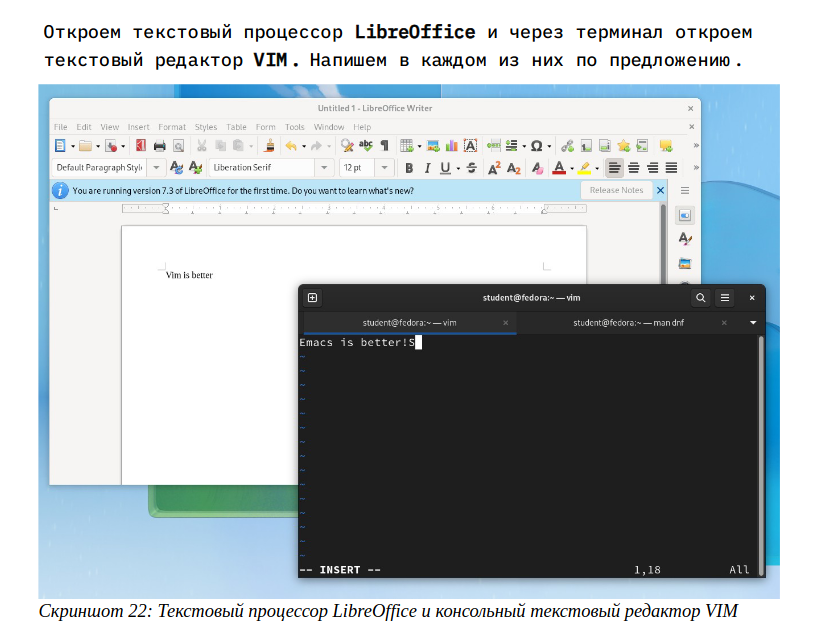 Откроем текстовый процессор LibreOffice и через терминал откроем
текстовый редактор VIM. Напишем в каждом из них по предложению.
Untitled 1 - LibreOffice Writer
File Edit View Insert Format Styles Table Form Tools Window Help
Default Paragraph Style Liberation Serif 12 pt
You are running version 7.3 of LibreOffice for the first time. Do you want to learn what's new? Release Notes
Vim is better
student@fedora:~ — vim
student@fedora:~ — vim student@fedora:~ — man dnf
Emacs is better!S
-- INSERT -- 1,18 All
Скриншот 22: Текстовый процессор LibreOffice и консольный текстовый редактор VIM